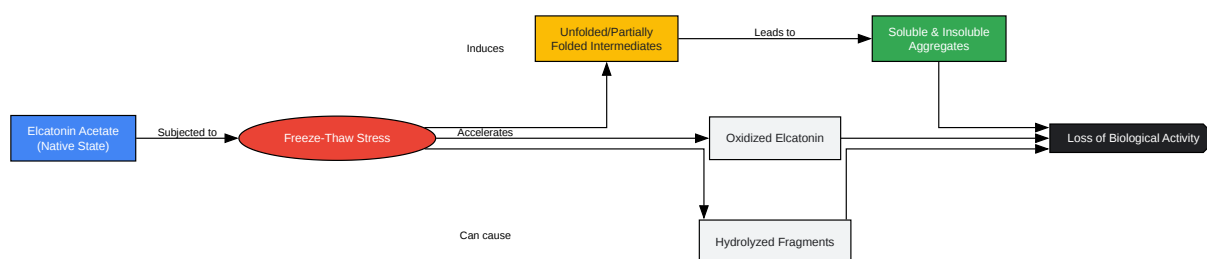 Induces
Unfolded/Partially
Folded Intermediates
Leads to
Soluble & Insoluble
Aggregates
Elcatonin Acetate
(Native State)
Subjected to
Freeze-Thaw Stress
Accelerates
Oxidized Elcatonin
Loss of Biological Activity
Can cause
Hydrolyzed Fragments